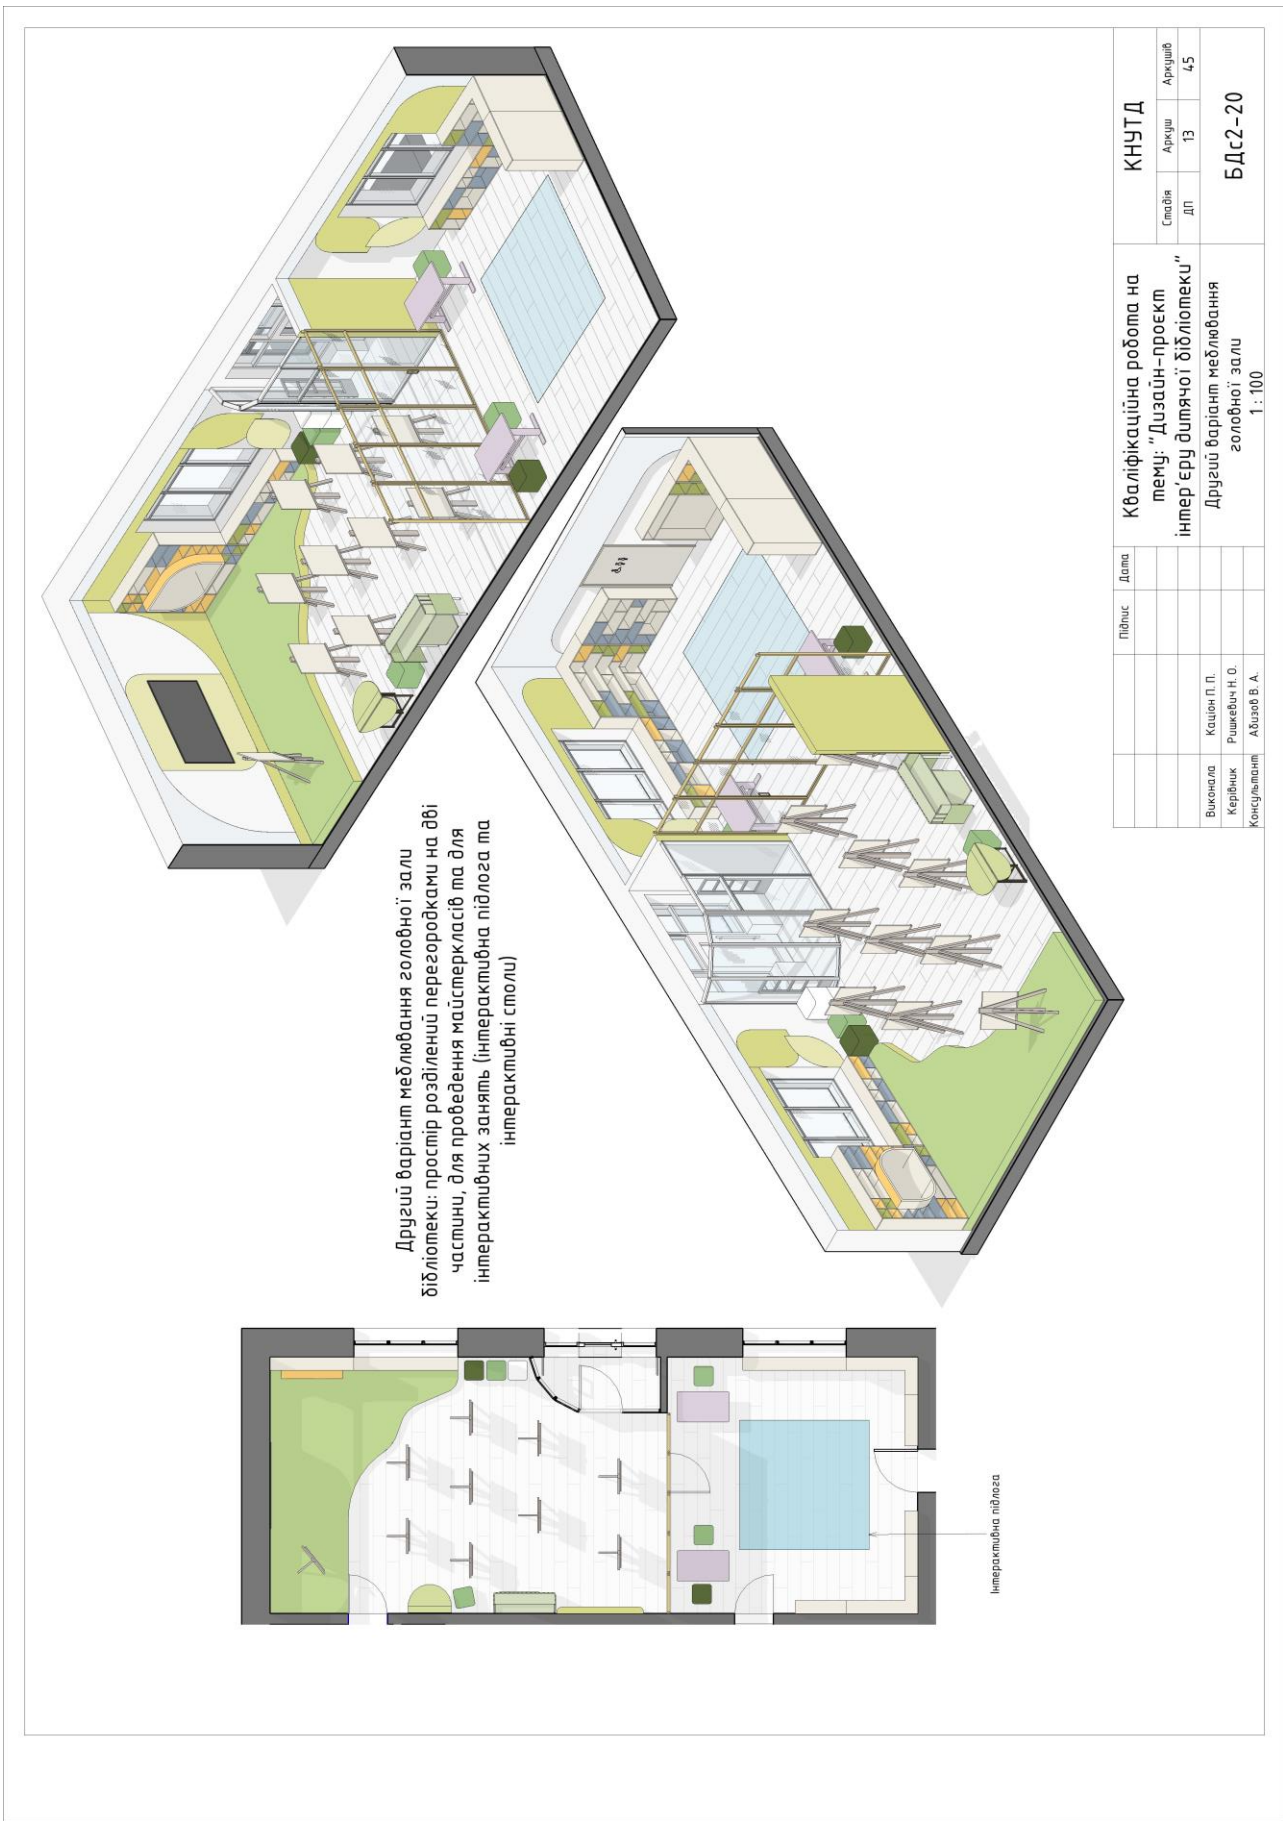 Другий варіант меблювання головної зали
бібліотеки: простір розділений перегородками на дві
частини, для проведення майстеркласів та для
інтерактивних занять (інтерактивна підлога та
інтерактивні столи)
Інтерактивна підлога
Підпис Дата
Виконала Каціон П.П.
Керівник Ришкевич Н. О.
Консультант Абизов В. А.
Кваліфікаційна робота на
тему: "Дизайн-проєкт
інтер'єру дитячої бібліотеки"
Другий варіант меблювання
головної зали
1 : 100
КНУТД
Стадія Аркуш Аркушів
ДП 13 45
БДс2-20